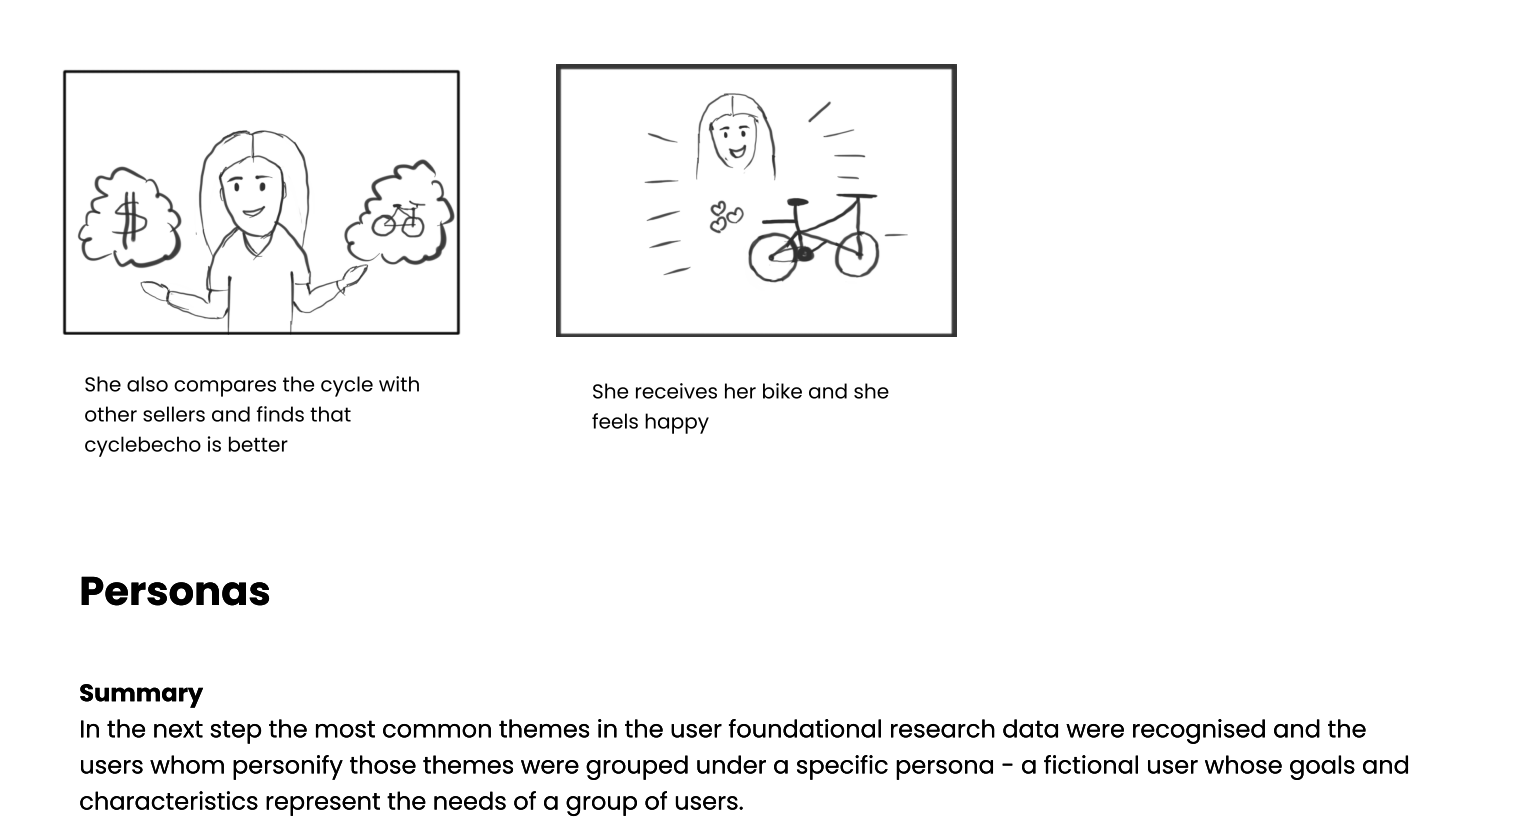 $
She also compares the cycle with
other sellers and finds that
cyclebecho is better
She receives her bike and she
feels happy
Personas
Summary
In the next step the most common themes in the user foundational research data were recognised and the
users whom personify those themes were grouped under a specific persona - a fictional user whose goals and
characteristics represent the needs of a group of users.